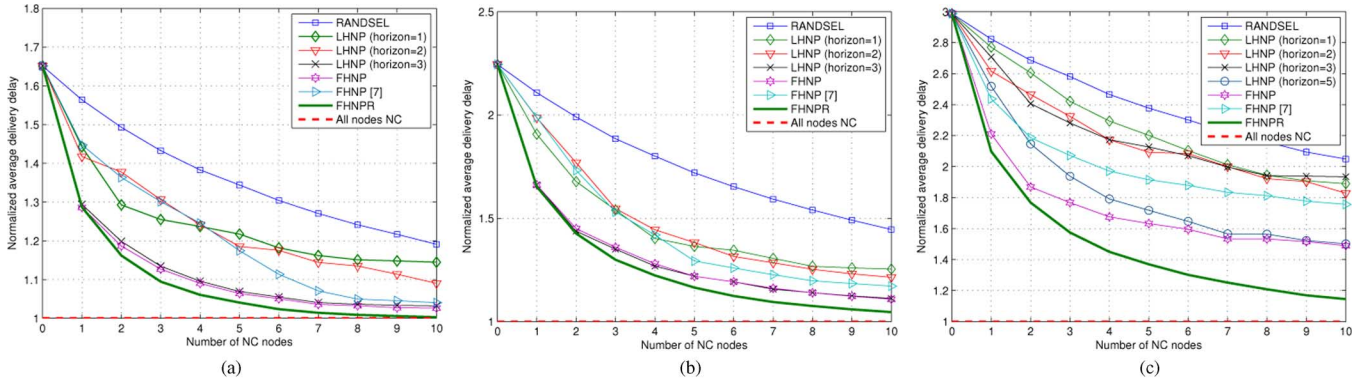 1.8
1.7
1.6
1.5
1.4
1.3
1.2
1.1
1
Normalized average delivery delay
0 1 2 3 4 5 6 7 8 9 10
Number of NC nodes
RANDSEL
LHNP (horizon=1)
LHNP (horizon=2)
LHNP (horizon=3)
FHNP
FHNP [7]
FHNPR
All nodes NC
(a)
2.5
2
1.5
1
Normalized average delivery delay
0 1 2 3 4 5 6 7 8 9 10
Number of NC nodes
RANDSEL
LHNP (horizon=1)
LHNP (horizon=2)
LHNP (horizon=3)
FHNP
FHNP [7]
FHNPR
All nodes NC
(b)
3
2.8
2.6
2.4
2.2
2
1.8
1.6
1.4
1.2
1
Normalized average delivery delay
0 1 2 3 4 5 6 7 8 9 10
Number of NC nodes
RANDSEL
LHNP (horizon=1)
LHNP (horizon=2)
LHNP (horizon=3)
LHNP (horizon=5)
FHNP
FHNP [7]
FHNPR
All nodes NC
(c)